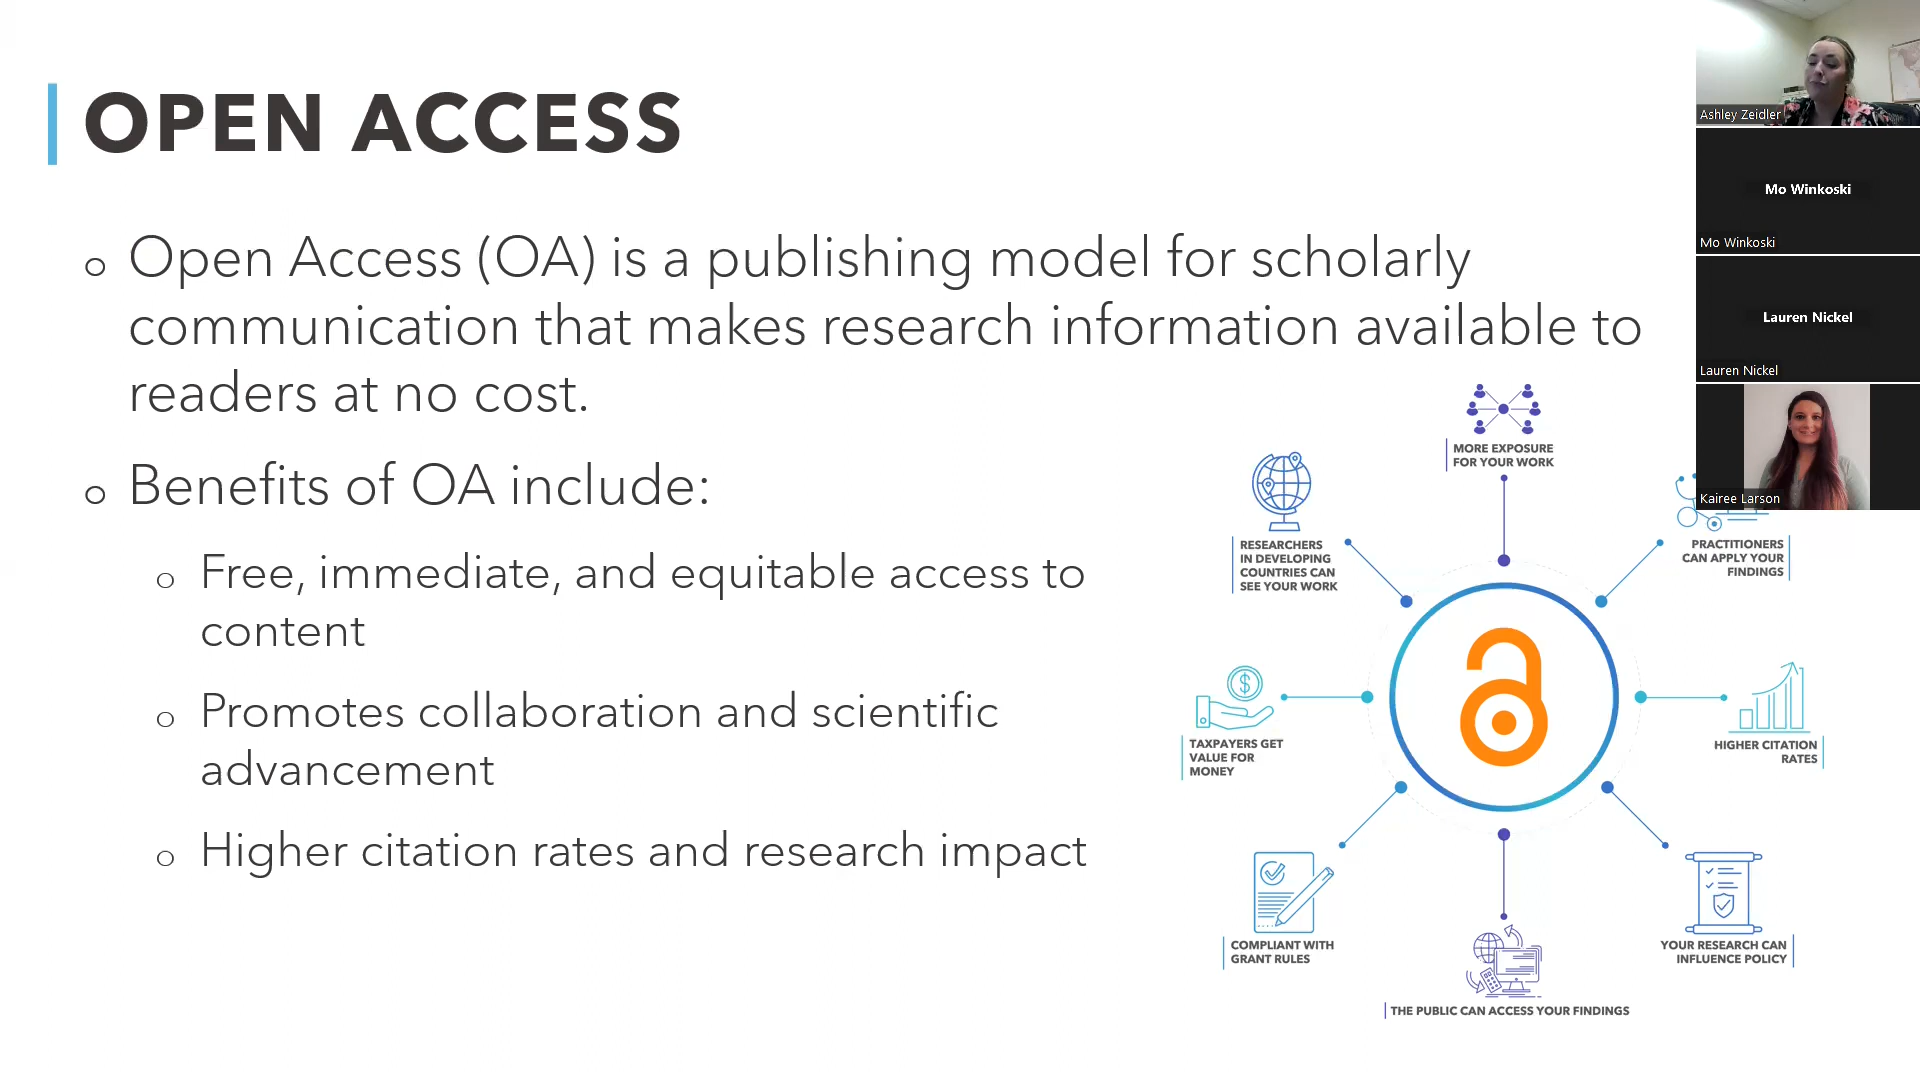 OPEN ACCESS
Open Access (OA) is a publishing model for scholarly
communication that makes research information available to
readers at no cost.
Benefits of OA include:
Free, immediate, and equitable access to
content
Promotes collaboration and scientific
advancement
Higher citation rates and research impact
MORE EXPOSURE
FOR YOUR WORK
RESEARCHERS
IN DEVELOPING
COUNTRIES CAN
SEE YOUR WORK
PRACTITIONERS
CAN APPLY YOUR
FINDINGS
TAXPAYERS GET
VALUE FOR
MONEY
HIGHER CITATION
RATES
COMPLIANT WITH
GRANT RULES
YOUR RESEARCH CAN
INFLUENCE POLICY
THE PUBLIC CAN ACCESS YOUR FINDINGS
Ashley Zeidler
Mo Winkoski
Mo Winkoski
Lauren Nickel
Lauren Nickel
Kairee Larson